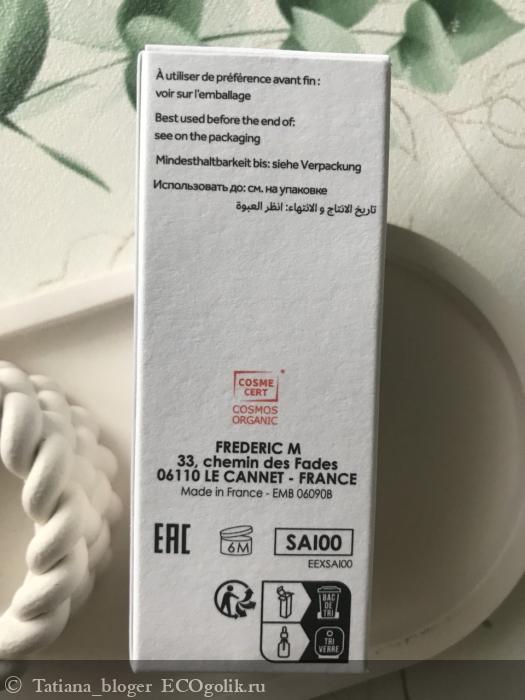 À utiliser de préférence avant fin :
voir sur l'emballage
Best used before the end of:
see on the packaging
Mindesthaltbarkeit bis: siehe Verpackung
Использовать до: см. на упаковке
تاريخ الانتاج و الانتهاء: انظر العبوة
COSME
CERT
COSMOS
ORGANIC
FREDERIC M
33, chemin des Fades
06110 LE CANNET - FRANCE
Made in France - EMB 06090B
EAC
6M
SAI00
EEXSAI00
BAC
DE
TRI
TRI
VERRE
Tatiana_bloger ECOgolik.ru